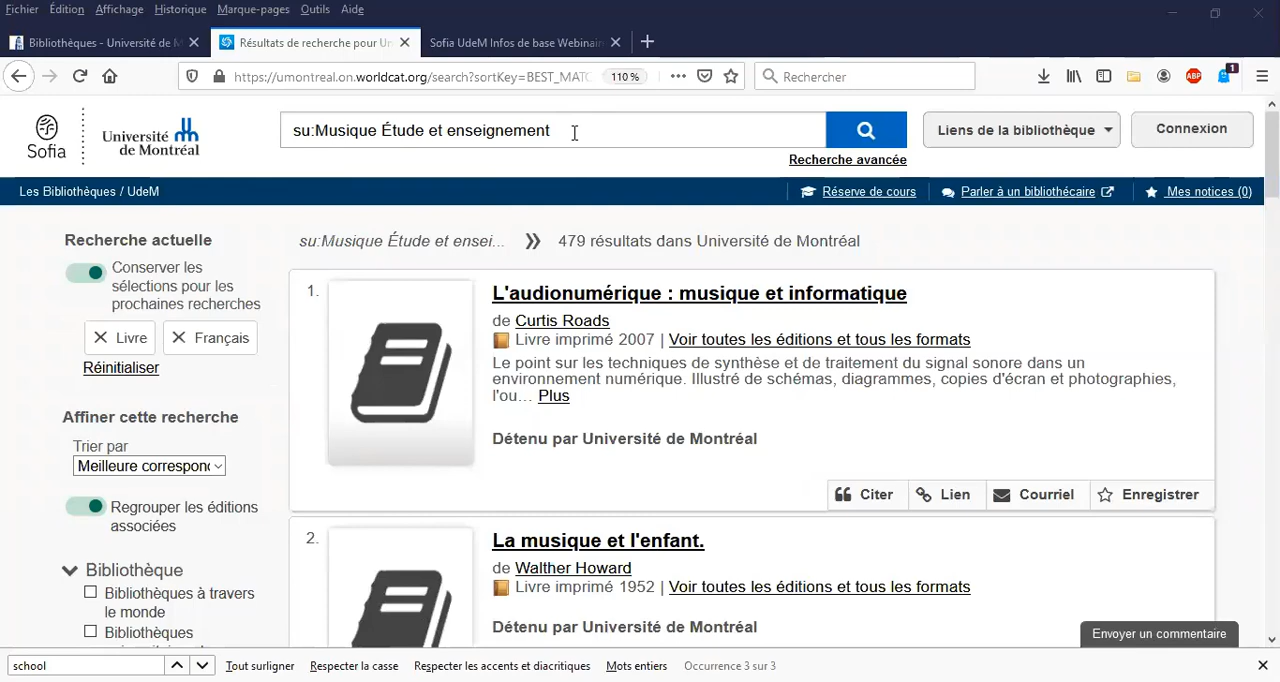 Fichier Édition Affichage Historique Marque-pages Outils Aide
Bibliothèques - Université de M Résultats de recherche pour Un Sofia UdeM Infos de base Webinair
https://umontreal.on.worldcat.org/search?sortKey=BEST_MATC 110 % Rechercher ABP 1
Sofia
Université de Montréal
su:Musique Étude et enseignement
Liens de la bibliothèque Connexion
Recherche avancée
Les Bibliothèques / UdeM Réserve de cours Parler à un bibliothécaire Mes notices (0)
Recherche actuelle
Conserver les
sélections pour les
prochaines recherches
Livre Français
Réinitialiser
Affiner cette recherche
Trier par
Meilleure correspon
Regrouper les éditions
associées
Bibliothèque
Bibliothèques à travers
le monde
Bibliothèques
su:Musique Étude et ensei... 479 résultats dans Université de Montréal
1. L'audionumérique : musique et informatique
de Curtis Roads
Livre imprimé 2007 | Voir toutes les éditions et tous les formats
Le point sur les techniques de synthèse et de traitement du signal sonore dans un
environnement numérique. Illustré de schémas, diagrammes, copies d'écran et photographies,
l'ou… Plus
Détenu par Université de Montréal
Citer Lien Courriel Enregistrer
2. La musique et l'enfant.
de Walther Howard
Livre imprimé 1952 | Voir toutes les éditions et tous les formats
Détenu par Université de Montréal
Envoyer un commentaire
school Tout surligner Respecter la casse Respecter les accents et diacritiques Mots entiers Occurrence 3 sur 3